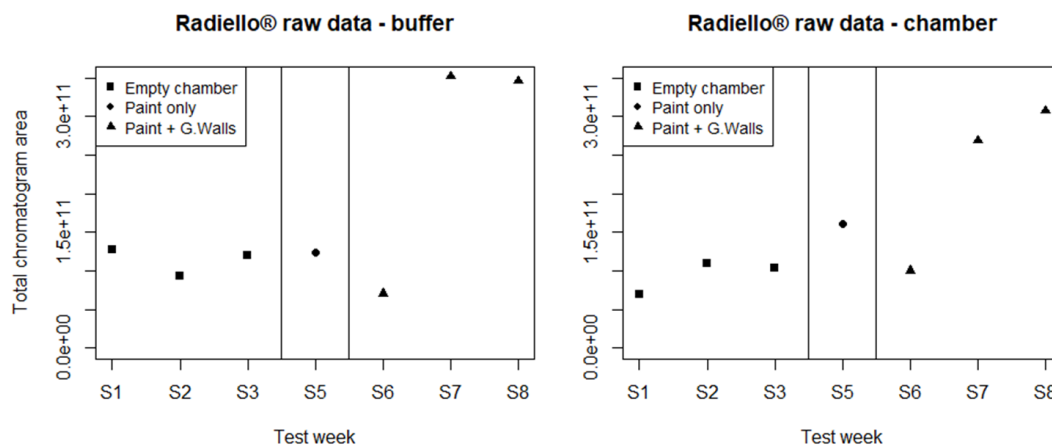 Radiello® raw data - buffer
Empty chamber
Paint only
Paint + G.Walls
Total chromatogram area
3.0e+11
1.5e+11
0.0e+00
S1 S2 S3 S5 S6 S7 S8
Test week
Radiello® raw data - chamber
Empty chamber
Paint only
Paint + G.Walls
3.0e+11
1.5e+11
0.0e+00
S1 S2 S3 S5 S6 S7 S8
Test week